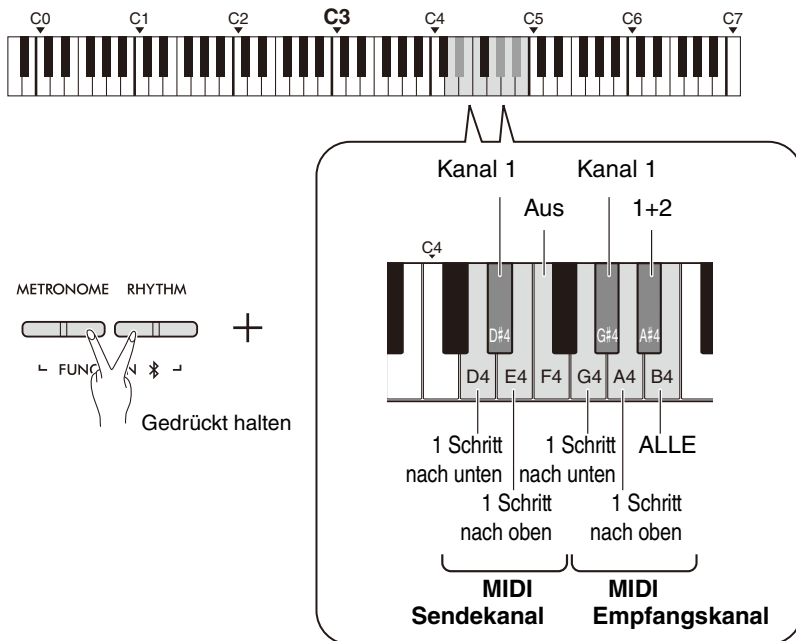 C0 C1 C2 C3 C4 C5 C6 C7
Kanal 1 Kanal 1
Aus 1+2
C4
METRONOME RHYTHM
D#4 G#4 A#4
D4 E4 F4 G4 A4 B4
Gedrückt halten
1 Schritt 1 Schritt ALLE
nach unten nach unten
1 Schritt 1 Schritt
nach oben nach oben
MIDI MIDI
Sendekanal Empfangskanal